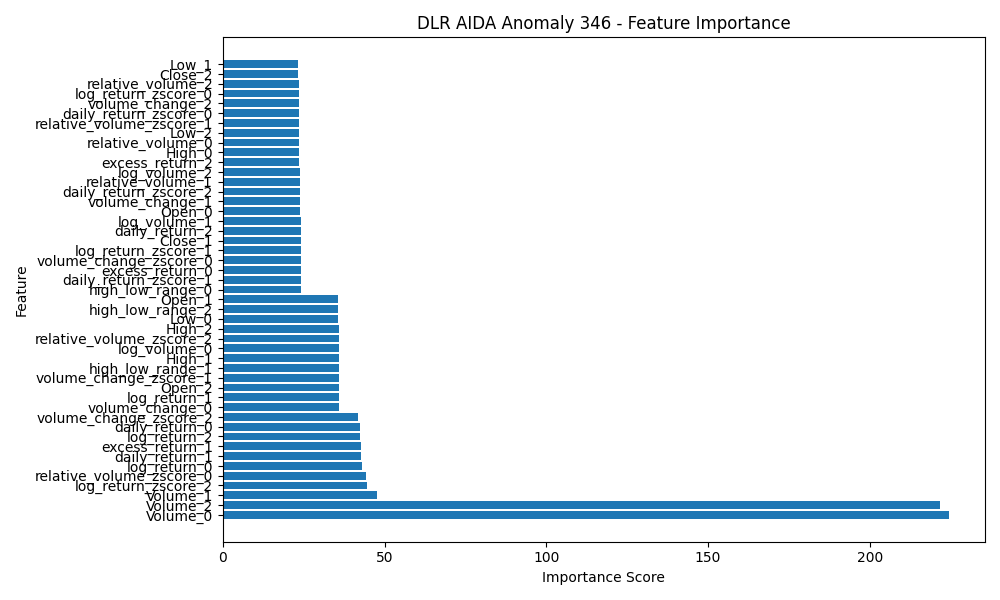 DLR AIDA Anomaly 346 - Feature Importance
Low_1
Close_2
relative_volume_2
log_return_zscore_0
volume_change_2
daily_return_zscore_0
relative_volume_zscore_1
Low_2
relative_volume_0
High_0
excess_return_2
log_volume_2
relative_volume_1
daily_return_zscore_2
volume_change_1
Open_0
log_volume_1
daily_return_2
Close_1
log_return_zscore_1
volume_change_zscore_0
excess_return_0
daily_return_zscore_1
high_low_range_0
Open_1
high_low_range_2
Low_0
High_2
relative_volume_zscore_2
log_volume_0
High_1
high_low_range_1
volume_change_zscore_1
Open_2
log_return_1
volume_change_0
volume_change_zscore_2
daily_return_0
log_return_2
excess_return_1
daily_return_1
log_return_0
relative_volume_zscore_0
log_return_zscore_2
Volume_1
Volume_2
Volume_0
Feature
0 50 100 150 200
Importance Score